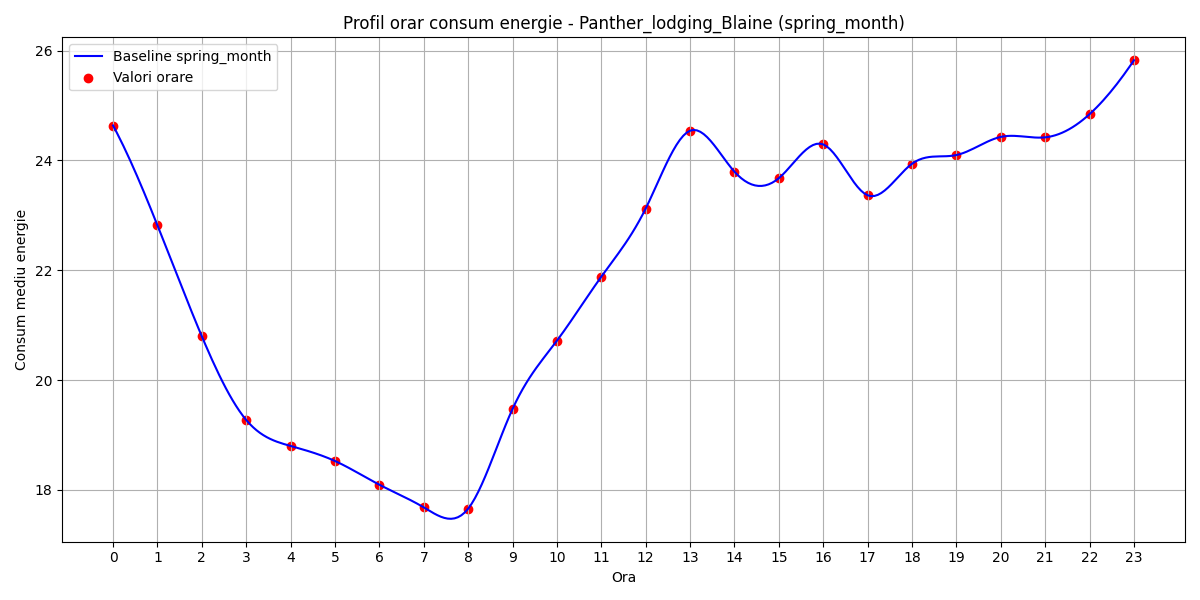 Profil orar consum energie - Panther_lodging_Blaine (spring_month)
Baseline spring_month
Valori orare
Consum mediu energie
26
24
22
20
18
0 1 2 3 4 5 6 7 8 9 10 11 12 13 14 15 16 17 18 19 20 21 22 23
Ora